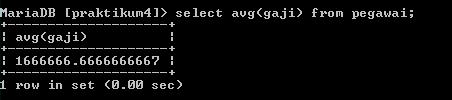 MariaDB [praktikum4]> select avg(gaji) from pegawai;
+-------------------+
| avg(gaji)         |
+-------------------+
| 1666666.6666666667 |
+-------------------+
1 row in set (0.00 sec)